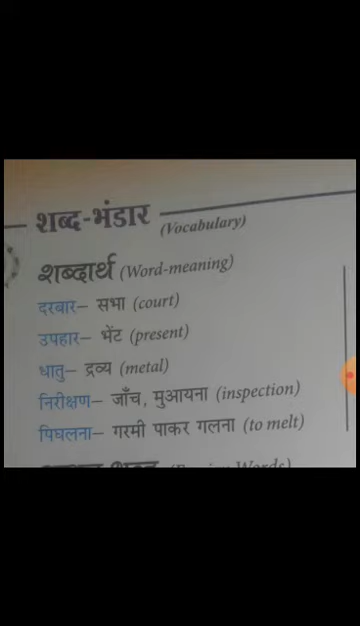 शब्द-भंडार (Vocabulary)
शब्दार्थ (Word-meaning)
दरबार– सभा (court)
उपहार– भेंट (present)
धातु– द्रव्य (metal)
निरीक्षण– जाँच, मुआयना (inspection)
पिघलना– गरमी पाकर गलना (to melt)
Words)